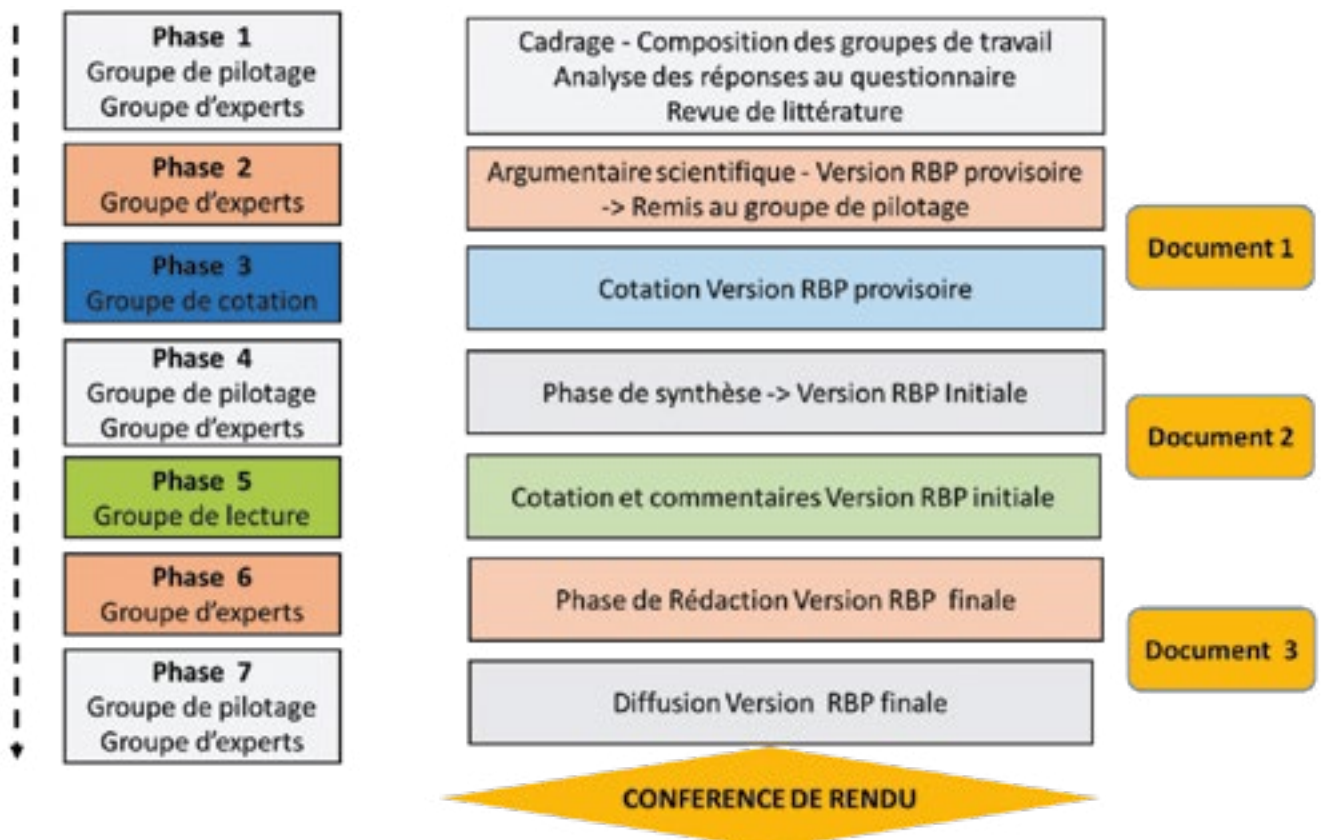 Phase 1
Groupe de pilotage
Groupe d'experts
Cadrage - Composition des groupes de travail
Analyse des réponses au questionnaire
Revue de littérature
Phase 2
Groupe d'experts
Argumentaire scientifique - Version RBP provisoire
-> Remis au groupe de pilotage
Document 1
Phase 3
Groupe de cotation
Cotation Version RBP provisoire
Phase 4
Groupe de pilotage
Groupe d'experts
Phase de synthèse -> Version RBP Initiale
Document 2
Phase 5
Groupe de lecture
Cotation et commentaires Version RBP initiale
Phase 6
Groupe d'experts
Phase de Rédaction Version RBP finale
Document 3
Phase 7
Groupe de pilotage
Groupe d'experts
Diffusion Version RBP finale
CONFERENCE DE RENDU